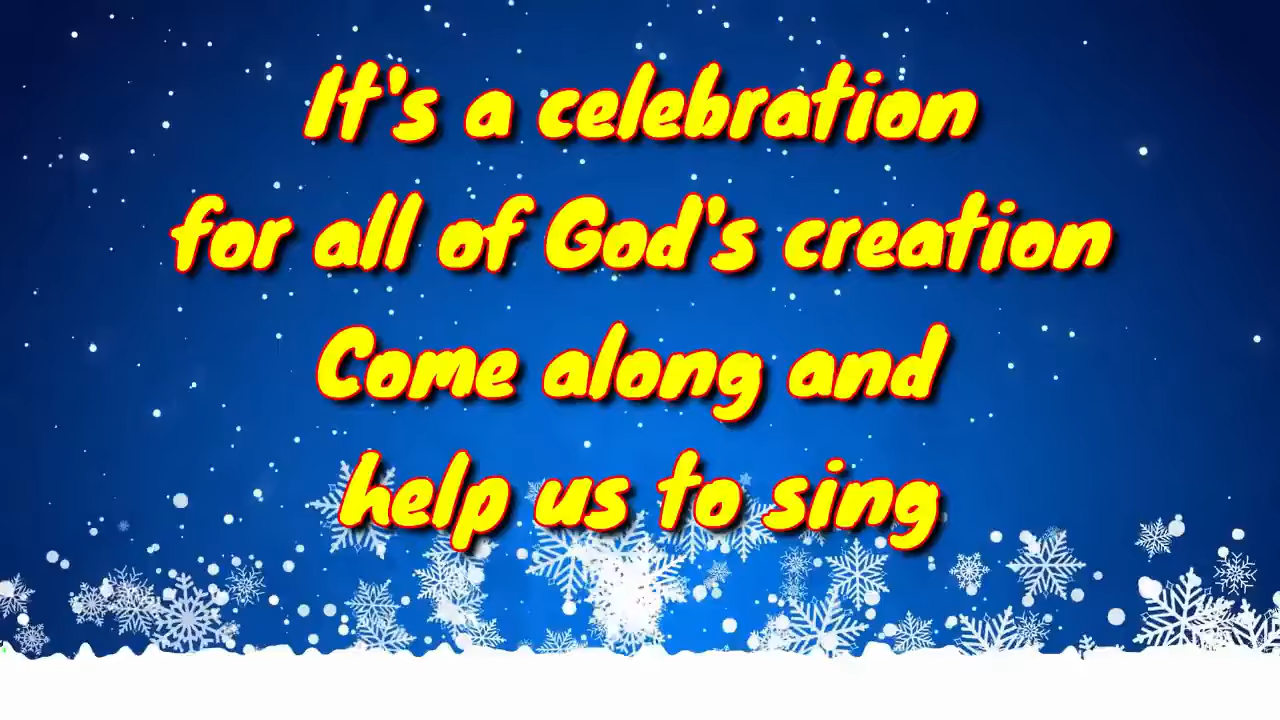 It's a celebration
for all of God's creation
Come along and
help us to sing